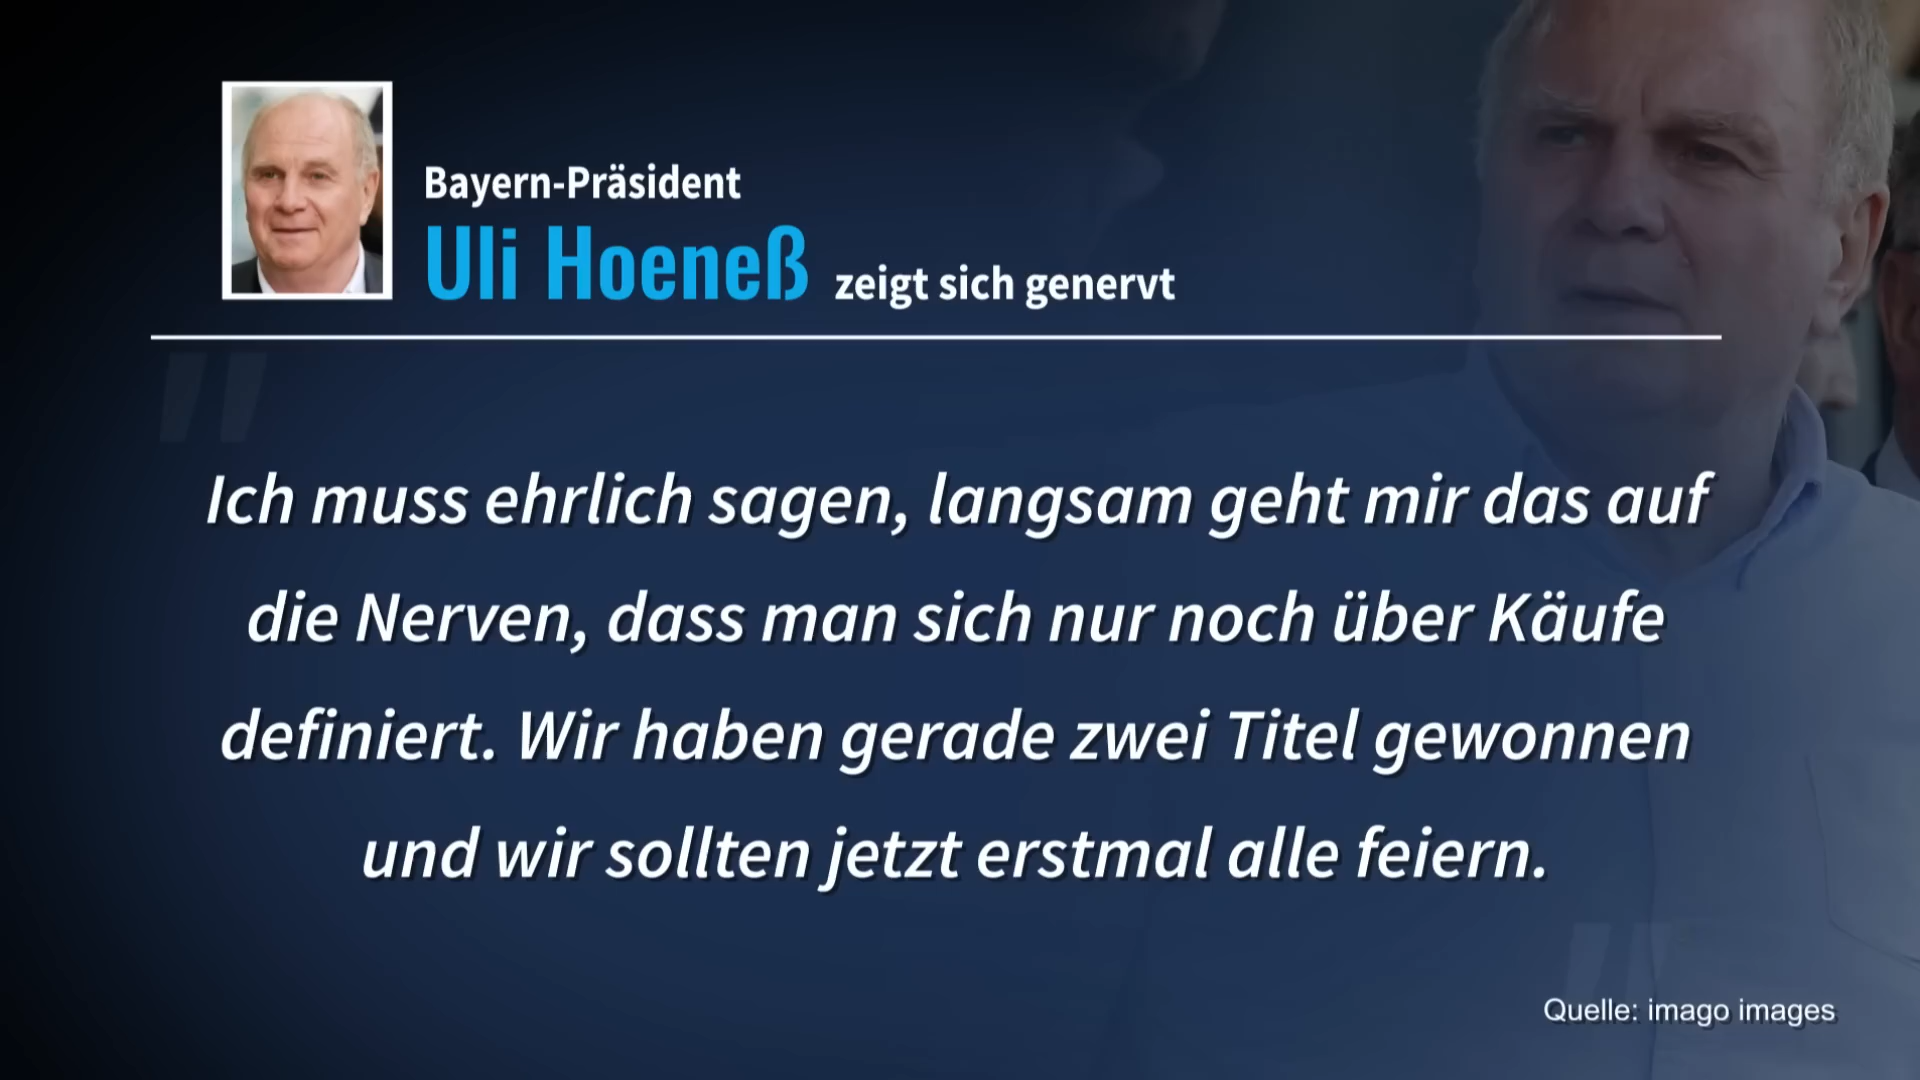 Bayern-Präsident
Uli Hoeneß zeigt sich genervt
"
Ich muss ehrlich sagen, langsam geht mir das auf
die Nerven, dass man sich nur noch über Käufe
definiert. Wir haben gerade zwei Titel gewonnen
und wir sollten jetzt erstmal alle feiern.
"
Quelle: imago images